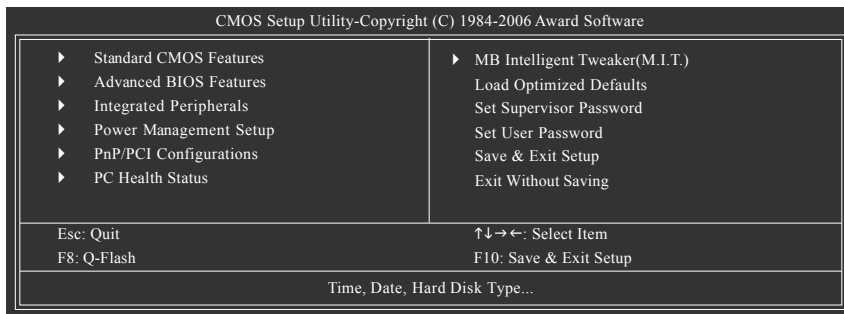 CMOS Setup Utility-Copyright (C) 1984-2006 Award Software
Standard CMOS Features
Advanced BIOS Features
Integrated Peripherals
Power Management Setup
PnP/PCI Configurations
PC Health Status
MB Intelligent Tweaker(M.I.T.)
Load Optimized Defaults
Set Supervisor Password
Set User Password
Save & Exit Setup
Exit Without Saving
Esc: Quit
↑↓→←: Select Item
F8: Q-Flash
F10: Save & Exit Setup
Time, Date, Hard Disk Type...